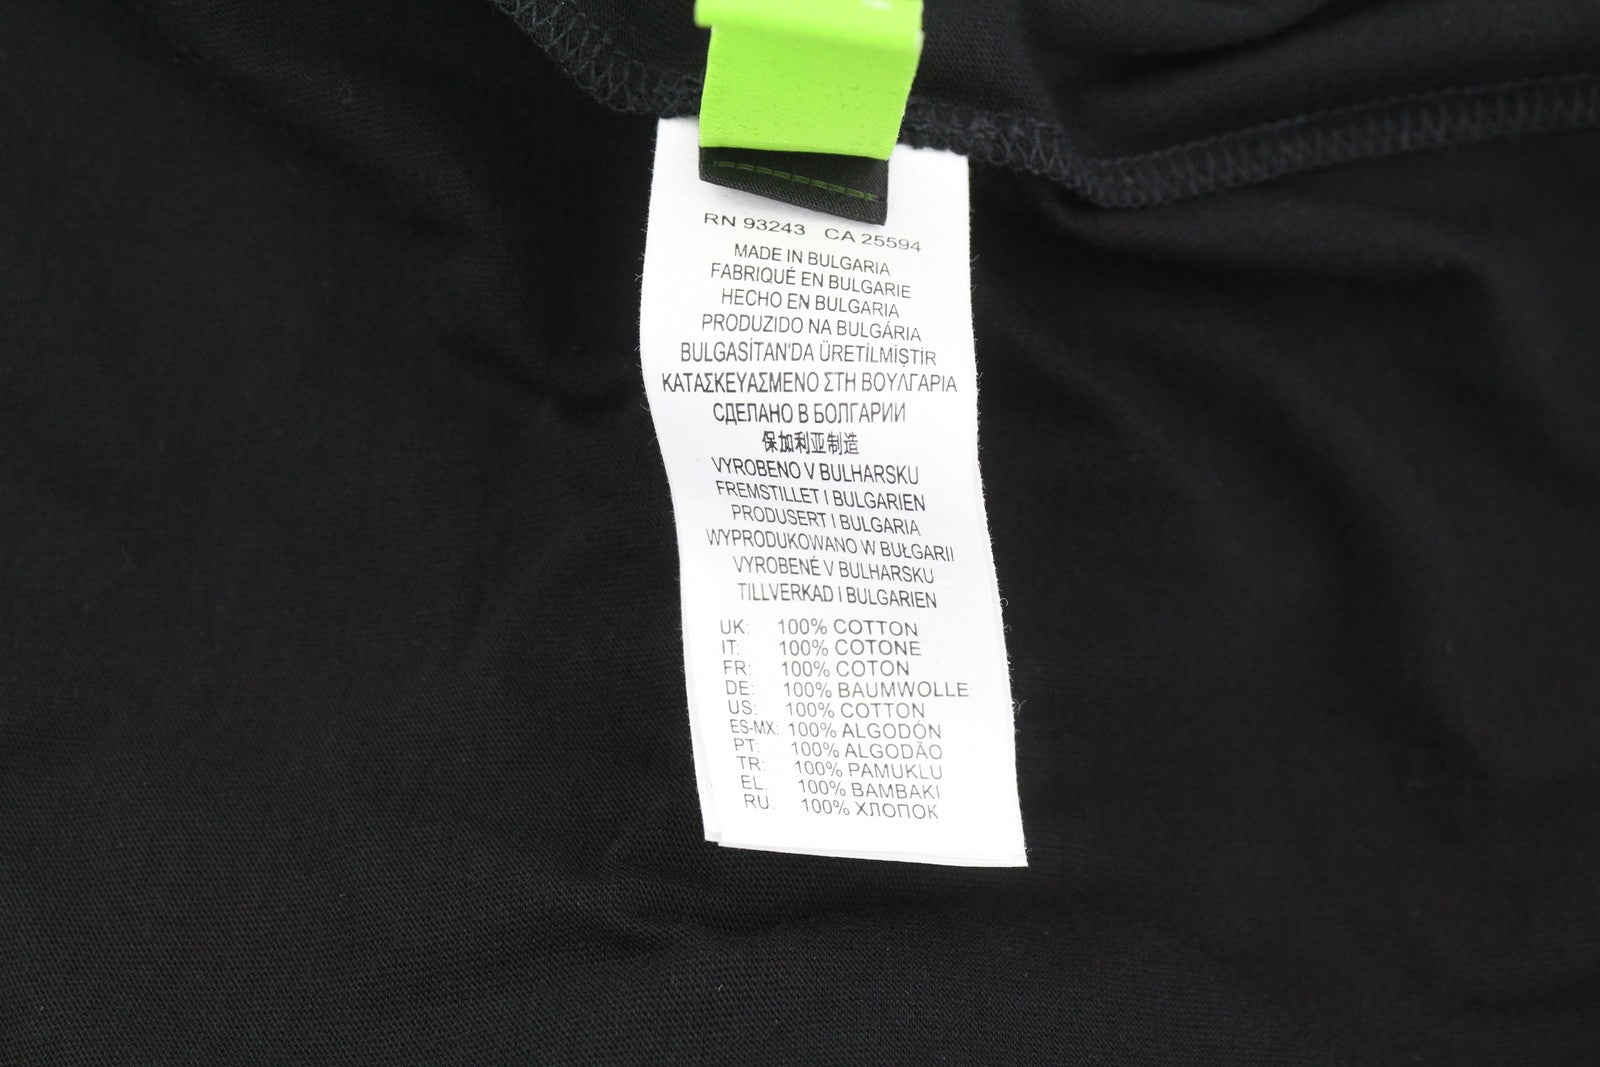 RN 93243 CA 25594
MADE IN BULGARIA
FABRIQUÉ EN BULGARIE
HECHO EN BULGARIA
PRODUZIDO NA BULGÁRIA
BULGASİTAN'DA ÜRETİLMİŞTİR
ΚΑΤΑΣΚΕΥΑΣΜΕΝΟ ΣΤΗ ΒΟΥΛΓΑΡΙΑ
СДЕЛАНО В БОЛГАРИИ
保加利亚制造
VYROBENO V BULHARSKU
FREMSTILLET I BULGARIEN
PRODUSERT I BULGARIA
WYPRODUKOWANO W BUŁGARII
VYROBENÉ V BULHARSKU
TILLVERKAD I BULGARIEN
UK: 100% COTTON
IT: 100% COTONE
FR: 100% COTON
DE: 100% BAUMWOLLE
US: 100% COTTON
ES-MX: 100% ALGODÓN
PT: 100% ALGODÃO
TR: 100% PAMUKLU
EL: 100% ΒΑΜΒΑΚΙ
RU: 100% ХЛОПОК